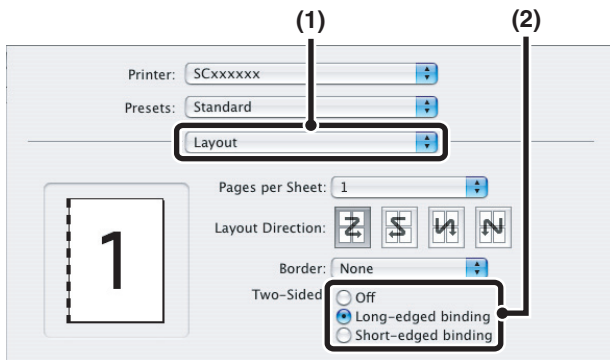 (1) (2)
Printer: SCxxxxxx
Presets: Standard
Layout
Pages per Sheet: 1
Layout Direction:
Border: None
Two-Sided
Off
Long-edged binding
Short-edged binding
1